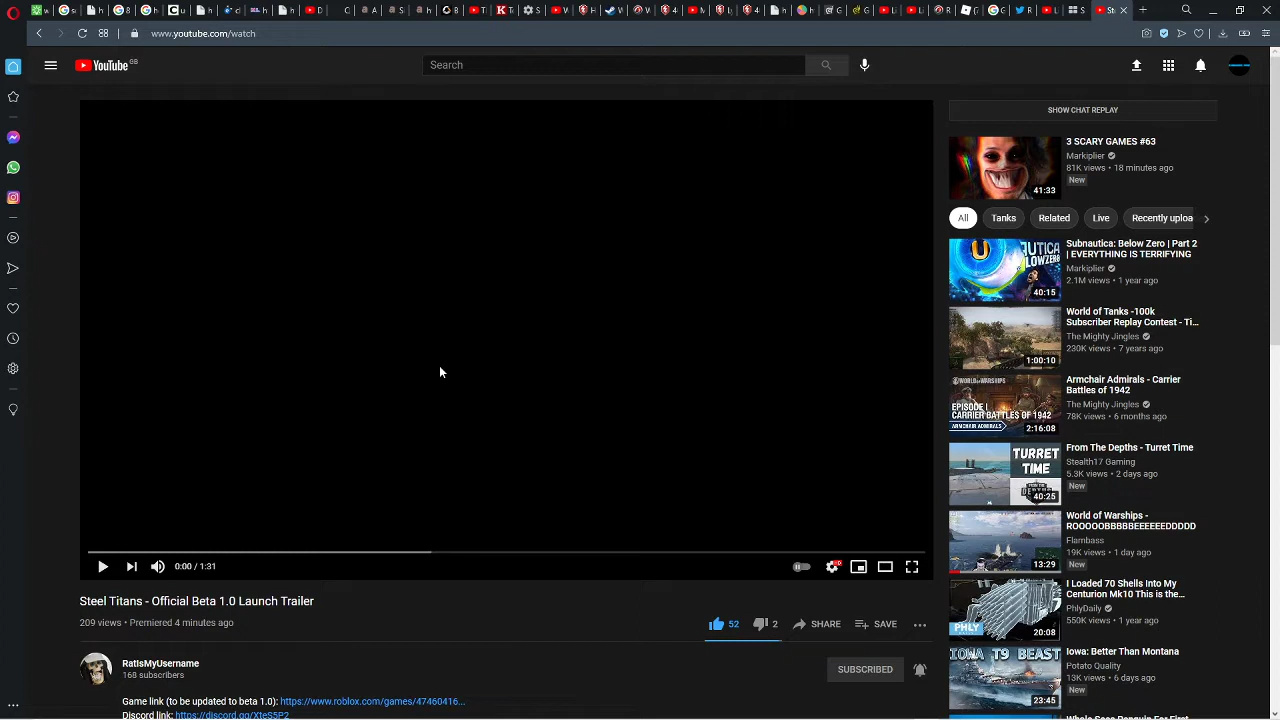 www.youtube.com/watch
YouTube GB
Search
SHOW CHAT REPLAY
3 SCARY GAMES #63
Markiplier
81K views • 18 minutes ago
New
41:33
All
Tanks
Related
Live
Recently uploa
Subnautica: Below Zero | Part 2
| EVERYTHING IS TERRIFYING
Markiplier
2.1M views • 1 year ago
40:15
World of Tanks -100k
Subscriber Replay Contest - Ti...
The Mighty Jingles
230K views • 7 years ago
1:00:10
Armchair Admirals - Carrier
Battles of 1942
The Mighty Jingles
78K views • 6 months ago
EPISODE I
CARRIER BATTLES OF 1942
ARMCHAIR ADMIRALS
2:16:08
From The Depths - Turret Time
Stealth17 Gaming
5.3K views • 2 days ago
New
TURRET
TIME
40:25
World of Warships -
ROOOOOBBBBBEEEEEEDDDDD
Flambass
19K views • 1 day ago
New
13:29
I Loaded 70 Shells Into My
Centurion Mk10 This is the...
PhlyDaily
550K views • 1 year ago
PHLY
20:08
Iowa: Better Than Montana
Potato Quality
13K views • 6 days ago
New
IOWA T9 BEAST
23:45
0:00 / 1:31
Steel Titans - Official Beta 1.0 Launch Trailer
209 views • Premiered 4 minutes ago
52
2
SHARE
SAVE
RatIsMyUsername
168 subscribers
SUBSCRIBED
Game link (to be updated to beta 1.0): https://www.roblox.com/games/47460416...
Discord link: https://discord.gg/XteS5P2